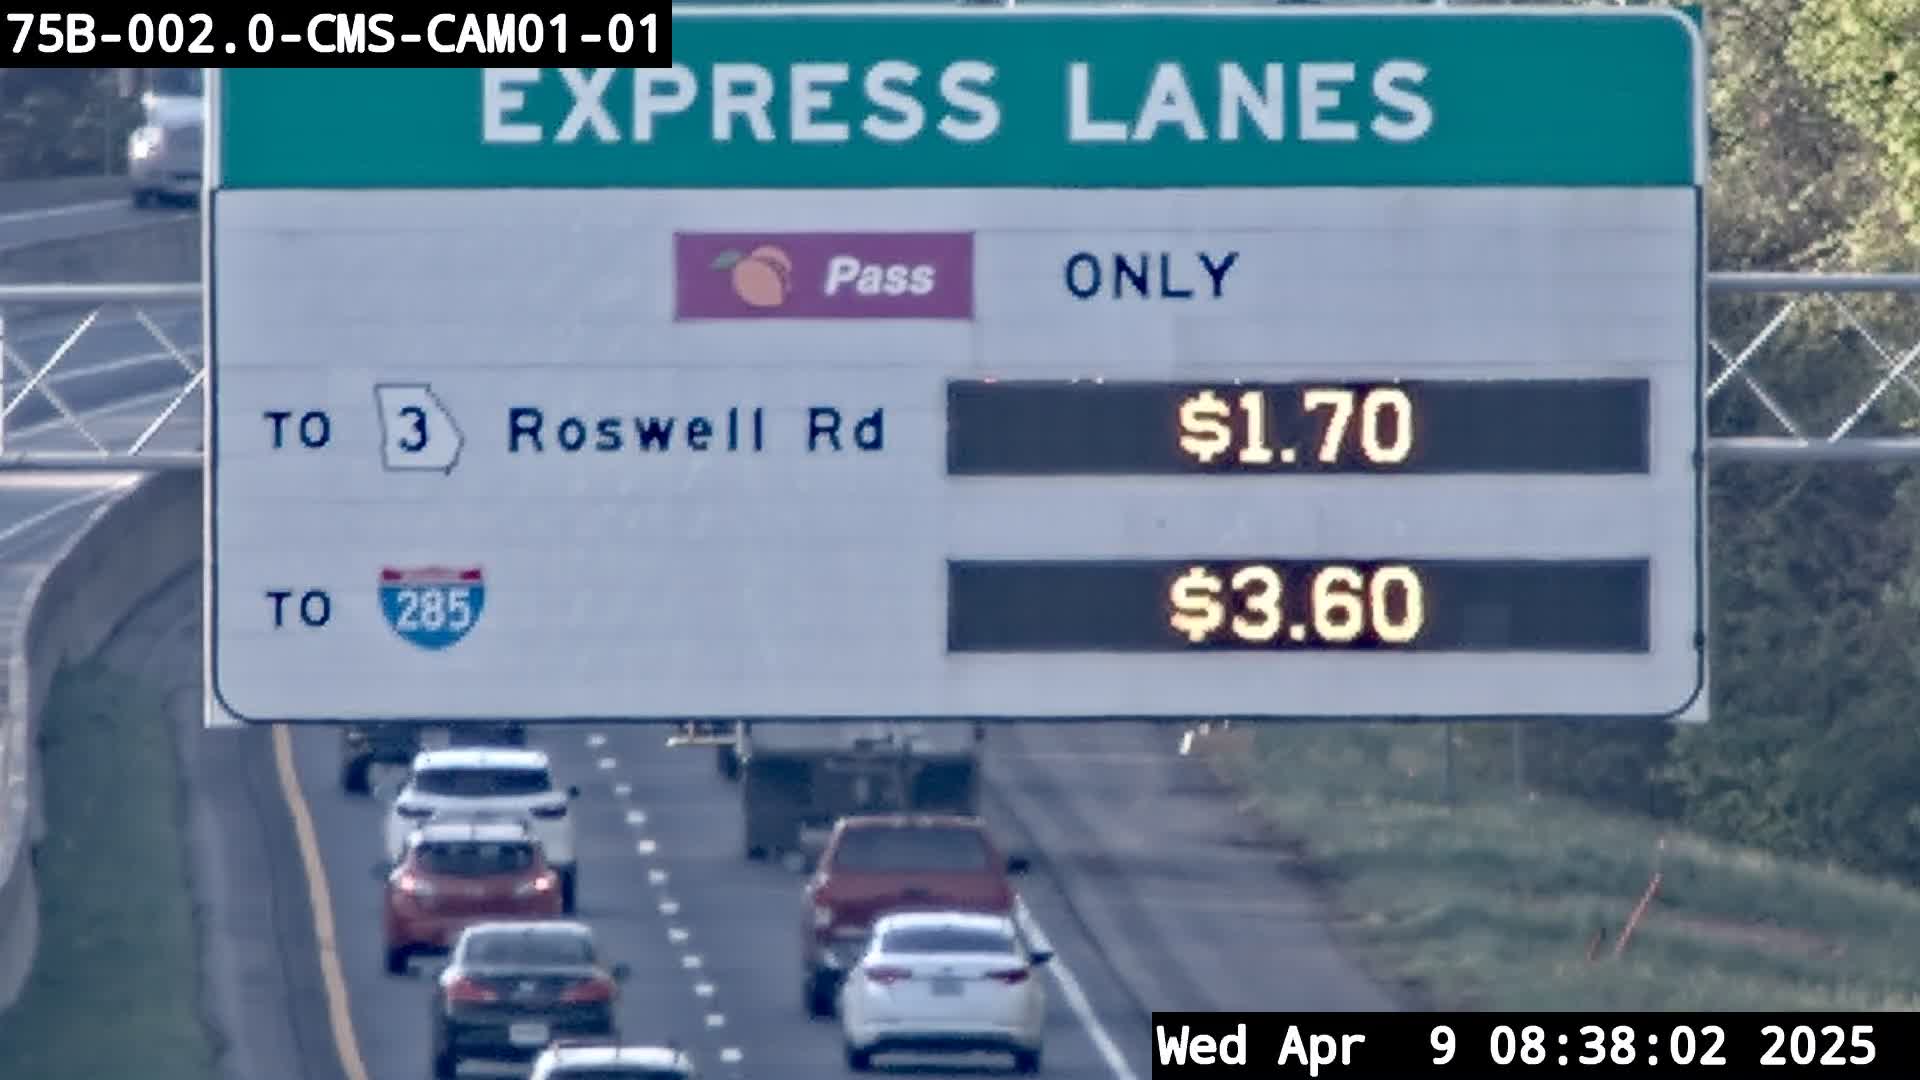 75B-002.0-CMS-CAM01-01
EXPRESS LANES
Pass ONLY
TO 3 Roswell Rd $1.70
TO 285 $3.60
Wed Apr 9 08:38:02 2025